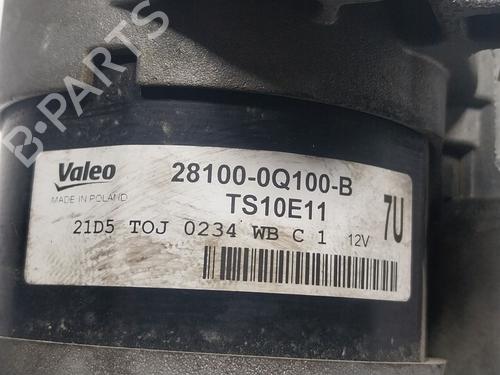 B-PARTS
Valeo
MADE IN POLAND
28100-0Q100-B
TS10E11
21D5 TOJ 0234 WB C 1 12V
7U